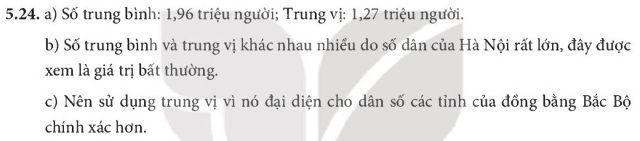 5.24. a) Số trung bình: 1,96 triệu người; Trung vị: 1,27 triệu người.
b) Số trung bình và trung vị khác nhau nhiều do số dân của Hà Nội rất lớn, đây được
xem là giá trị bất thường.
c) Nên sử dụng trung vị vì nó đại diện cho dân số các tỉnh của đồng bằng Bắc Bộ
chính xác hơn.